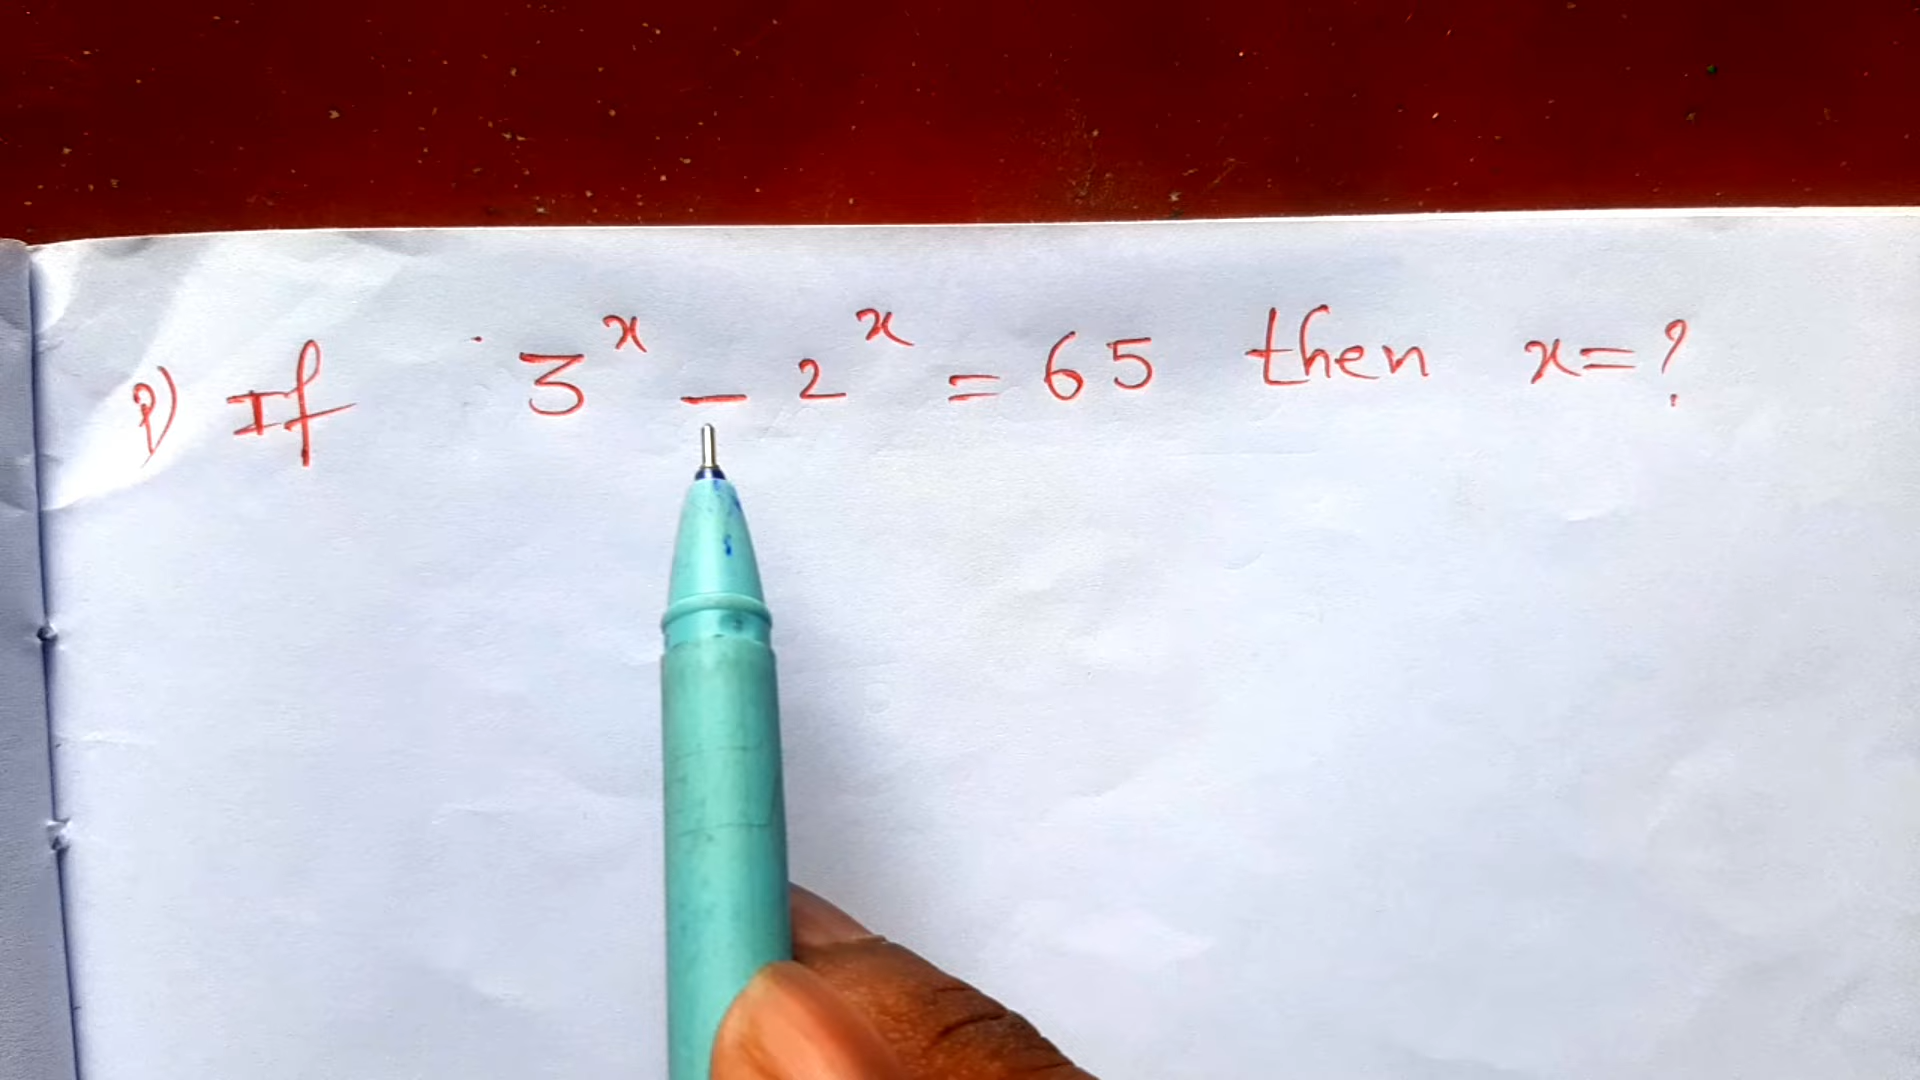 P) If 3^x - 2^x = 65 then x = ?